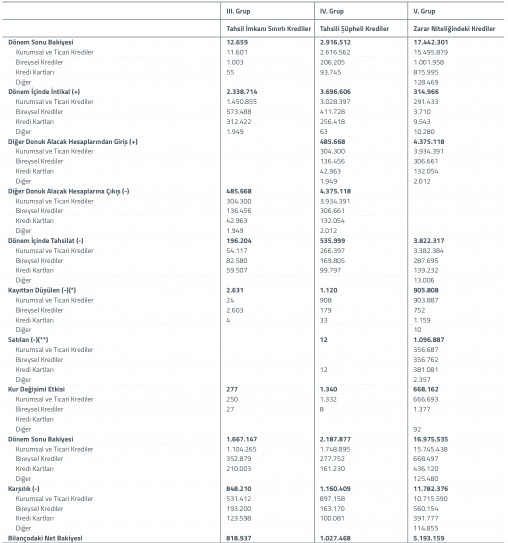 III. Grup IV. Grup V. Grup
Tahsil İmkanı Sınırlı Krediler Tahsili Şüpheli Krediler Zarar Niteliğindeki Krediler
Dönem Sonu Bakiyesi 12.659 2.916.512 17.442.301
Kurumsal ve Ticari Krediler 11.601 2.616.562 15.495.879
Bireysel Krediler 1.003 206.205 1.001.958
Kredi Kartları 55 93.745 815.995
Diğer 128.469
Dönem İçinde İntikal (+) 2.338.714 3.696.606 314.966
Kurumsal ve Ticari Krediler 1.450.855 3.028.397 291.433
Bireysel Krediler 573.488 411.728 3.710
Kredi Kartları 312.422 256.418 9.543
Diğer 1.949 63 10.280
Diğer Donuk Alacak Hesaplarından Giriş (+) 485.668 4.375.118
Kurumsal ve Ticari Krediler 304.300 3.934.391
Bireysel Krediler 136.456 306.661
Kredi Kartları 42.963 132.054
Diğer 1.949 2.012
Diğer Donuk Alacak Hesaplarına Çıkış (-) 485.668 4.375.118
Kurumsal ve Ticari Krediler 304.300 3.934.391
Bireysel Krediler 136.456 306.661
Kredi Kartları 42.963 132.054
Diğer 1.949 2.012
Dönem İçinde Tahsilat (-) 196.204 535.999 3.822.317
Kurumsal ve Ticari Krediler 54.117 266.397 3.382.384
Bireysel Krediler 82.580 169.805 287.695
Kredi Kartları 59.507 99.797 139.232
Diğer 13.006
Kayıttan Düşülen (-)(*) 2.631 1.120 905.808
Kurumsal ve Ticari Krediler 24 908 903.887
Bireysel Krediler 2.603 179 752
Kredi Kartları 4 33 1.159
Diğer 10
Satılan (-)(**) 12 1.096.887
Kurumsal ve Ticari Krediler 356.687
Bireysel Krediler 356.762
Kredi Kartları 12 381.081
Diğer 2.357
Kur Değişimi Etkisi 277 1.340 668.162
Kurumsal ve Ticari Krediler 250 1.332 666.693
Bireysel Krediler 27 8 1.377
Kredi Kartları
Diğer 92
Dönem Sonu Bakiyesi 1.667.147 2.187.877 16.975.535
Kurumsal ve Ticari Krediler 1.104.265 1.748.895 15.745.438
Bireysel Krediler 352.879 277.752 668.497
Kredi Kartları 210.003 161.230 436.120
Diğer 125.480
Karşılık (-) 848.210 1.160.409 11.782.376
Kurumsal ve Ticari Krediler 531.412 897.158 10.715.590
Bireysel Krediler 193.200 163.170 560.154
Kredi Kartları 123.598 100.081 391.777
Diğer 114.855
Bilançodaki Net Bakiyesi 818.937 1.027.468 5.193.159